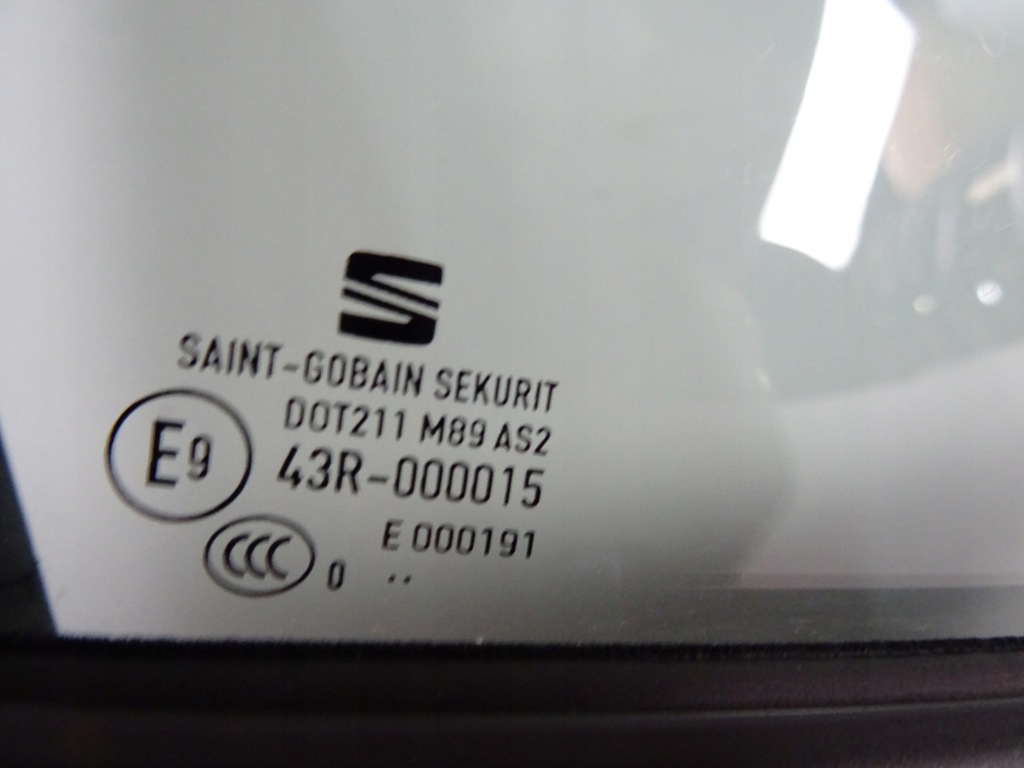 SAINT-GOBAIN SEKURIT
DOT211 M89 AS2
E9
43R-000015
E 000191
CCC
0 ..